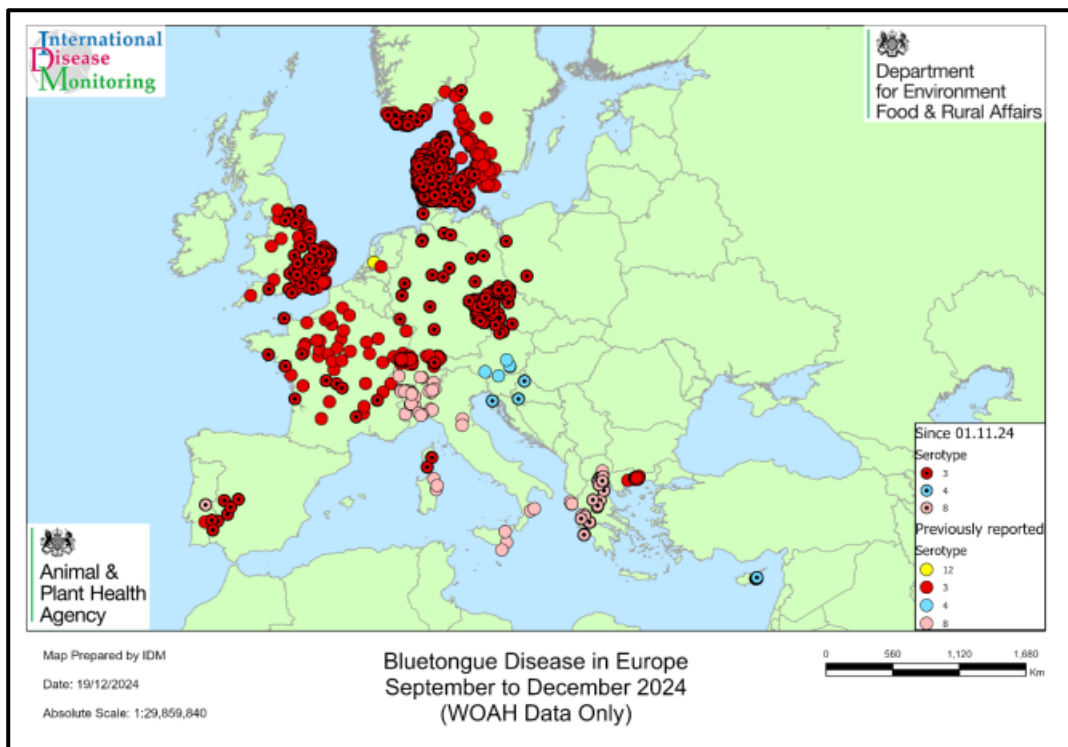 International
Disease
Monitoring
Department
for Environment
Food & Rural Affairs
Since 01.11.24
Serotype
3
4
8
Previously reported
Serotype
12
3
4
8
Animal &
Plant Health
Agency
Map Prepared by IDM
Date: 19/12/2024
Absolute Scale: 1:29,859,840
Bluetongue Disease in Europe
September to December 2024
(WOAH Data Only)
0 560 1,120 1,680
Km